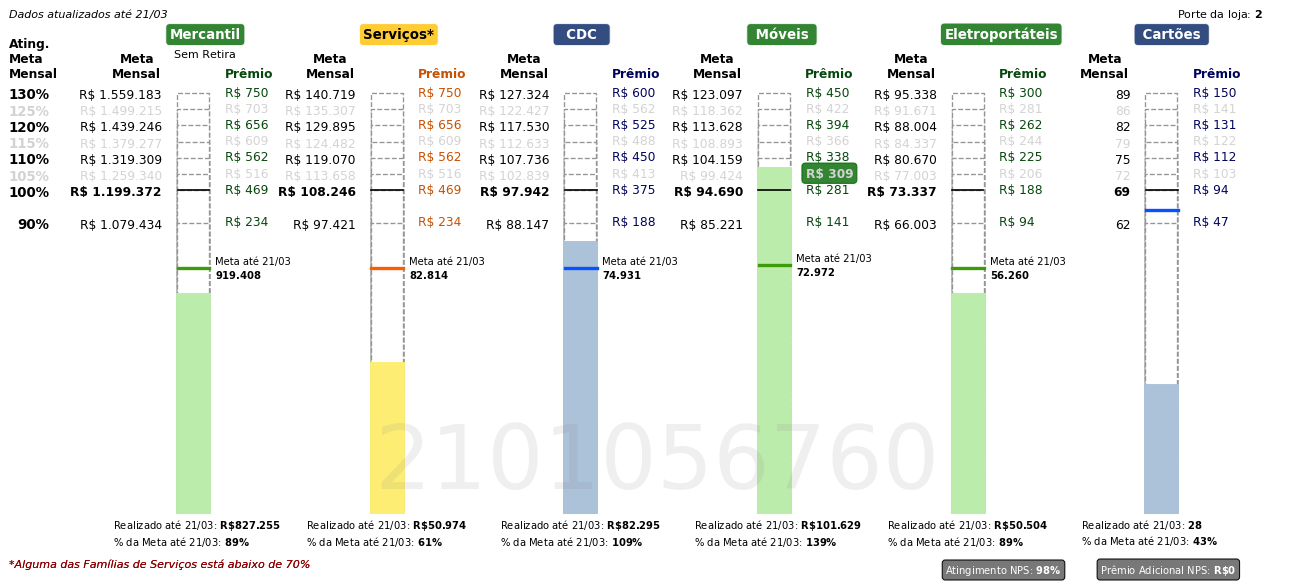 Dados atualizados até 21/03
Porte da loja: 2
Mercantil Serviços* CDC Móveis Eletroportáteis Cartões
Sem Retira
Ating. Meta Mensal
Meta Mensal Prêmio Meta Mensal Prêmio Meta Mensal Prêmio Meta Mensal Prêmio Meta Mensal Prêmio Meta Mensal Prêmio
130% R$ 1.559.183 R$ 750 R$ 140.719 R$ 750 R$ 127.324 R$ 600 R$ 123.097 R$ 450 R$ 95.338 R$ 300 89 R$ 150
125% R$ 1.499.215 R$ 703 R$ 135.307 R$ 703 R$ 122.427 R$ 562 R$ 118.362 R$ 422 R$ 91.671 R$ 281 86 R$ 141
120% R$ 1.439.246 R$ 656 R$ 129.895 R$ 656 R$ 117.530 R$ 525 R$ 113.628 R$ 394 R$ 88.004 R$ 262 82 R$ 131
115% R$ 1.379.277 R$ 609 R$ 124.482 R$ 609 R$ 112.633 R$ 488 R$ 108.893 R$ 366 R$ 84.337 R$ 244 79 R$ 122
110% R$ 1.319.309 R$ 562 R$ 119.070 R$ 562 R$ 107.736 R$ 450 R$ 104.159 R$ 338 R$ 80.670 R$ 225 75 R$ 112
105% R$ 1.259.340 R$ 516 R$ 113.658 R$ 516 R$ 102.839 R$ 413 R$ 99.424 R$ 309 R$ 77.003 R$ 206 72 R$ 103
100% R$ 1.199.372 R$ 469 R$ 108.246 R$ 469 R$ 97.942 R$ 375 R$ 94.690 R$ 281 R$ 73.337 R$ 188 69 R$ 94
90% R$ 1.079.434 R$ 234 R$ 97.421 R$ 234 R$ 88.147 R$ 188 R$ 85.221 R$ 141 R$ 66.003 R$ 94 62 R$ 47
Meta até 21/03 Meta até 21/03 Meta até 21/03 Meta até 21/03 Meta até 21/03
919.408 82.814 74.931 72.972 56.260
2101056760
Realizado até 21/03: R$827.255 Realizado até 21/03: R$50.974 Realizado até 21/03: R$82.295 Realizado até 21/03: R$101.629 Realizado até 21/03: R$50.504 Realizado até 21/03: 28
% da Meta até 21/03: 89% % da Meta até 21/03: 61% % da Meta até 21/03: 109% % da Meta até 21/03: 139% % da Meta até 21/03: 89% % da Meta até 21/03: 43%
*Alguma das Famílias de Serviços está abaixo de 70%
Atingimento NPS: 98% Prêmio Adicional NPS: R$0